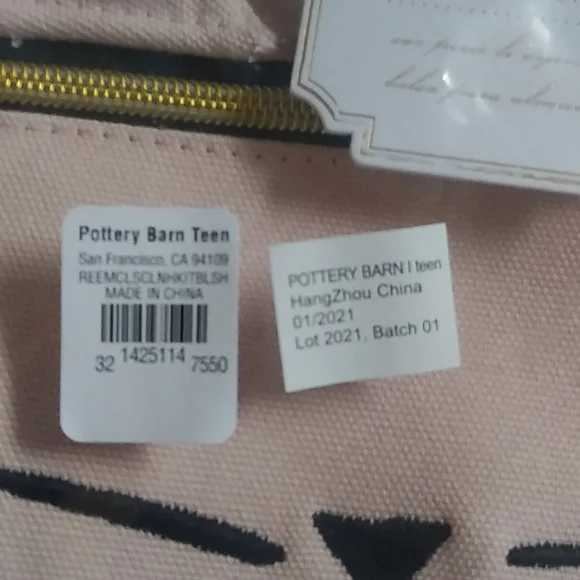 Pottery Barn Teen
San Francisco, CA 94109
REEMCLSCLNHKITBLSH
MADE IN CHINA
32 1425114 7550
POTTERY BARN | teen
HangZhou China
01/2021
Lot 2021. Batch 01